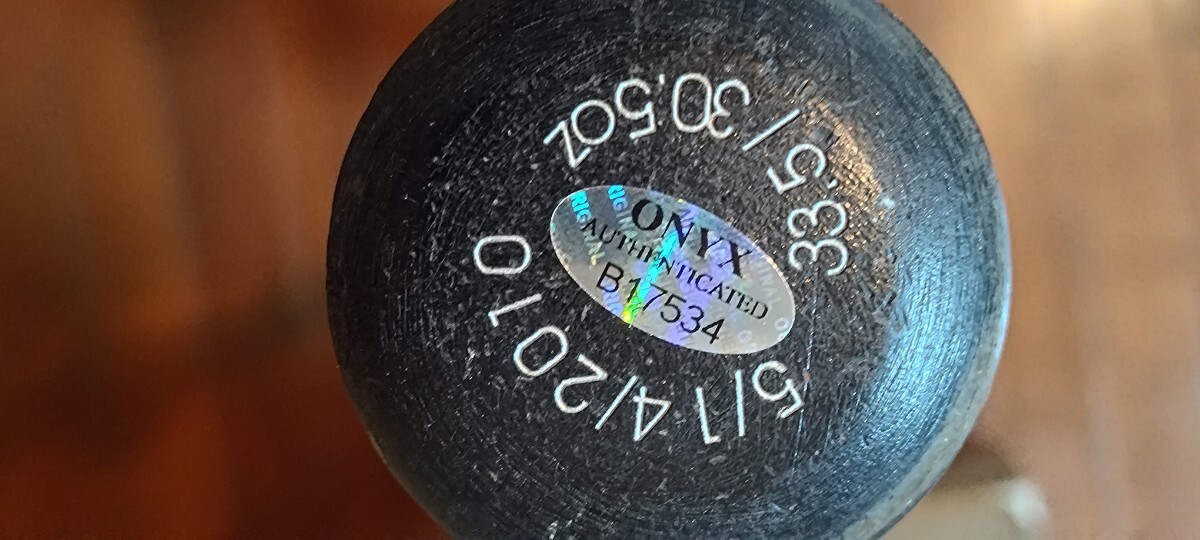 33.5/30.5oz
ONYX
AUTHENTICATED
B17534
5/14/2010